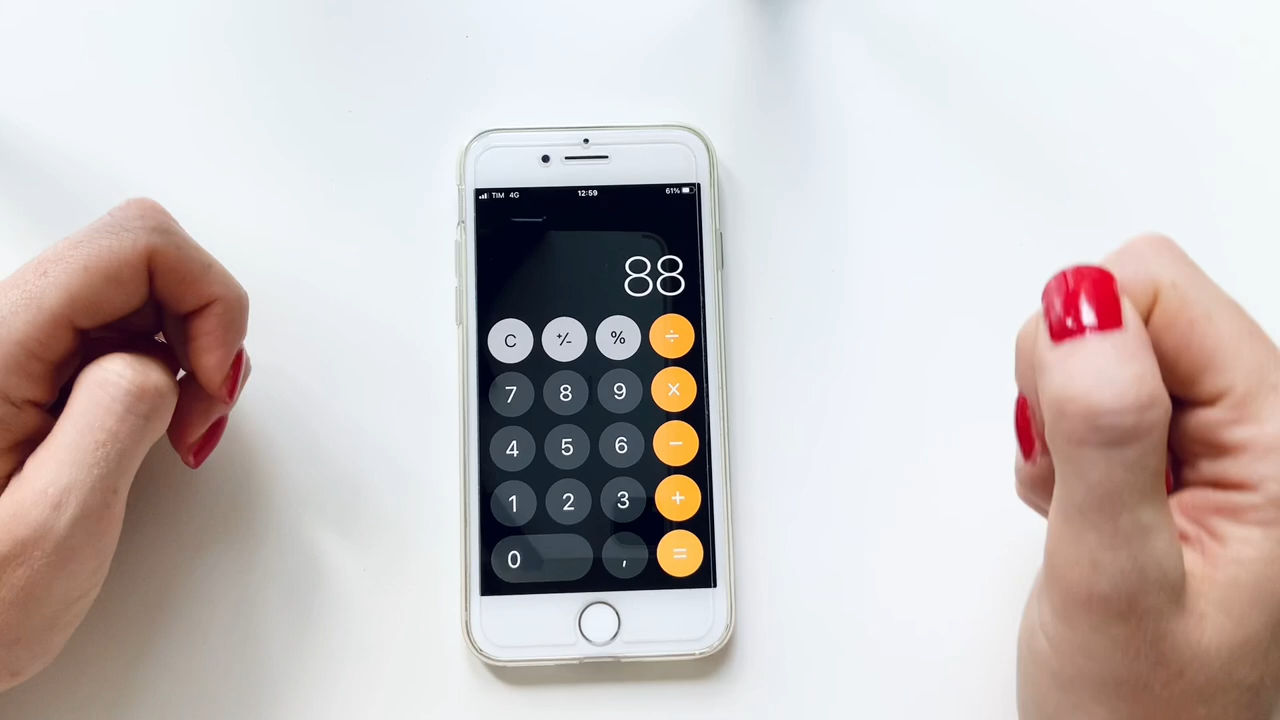 TIM 4G 12:59 61%
88
C +/- % ÷
7 8 9 ×
4 5 6 −
1 2 3 +
0 , =